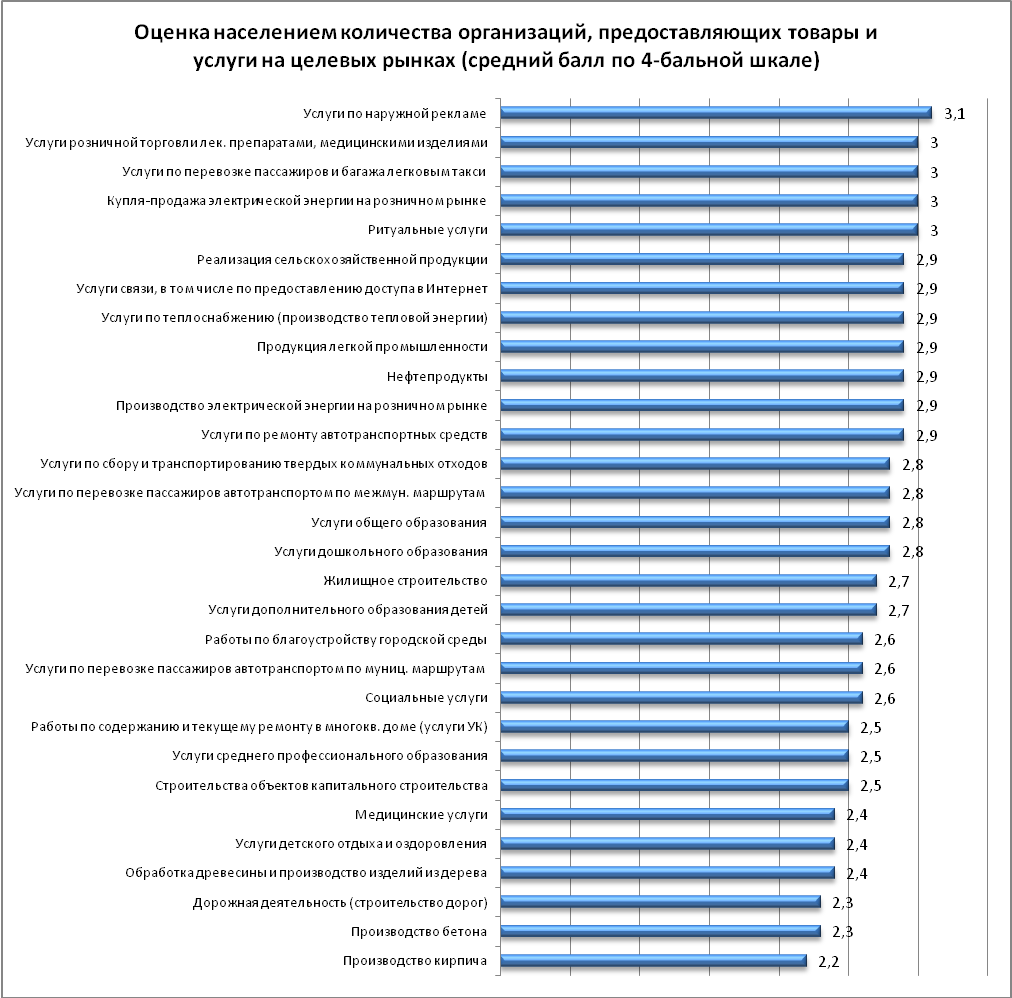 Оценка населением количества организаций, предоставляющих товары и
услуги на целевых рынках (средний балл по 4-бальной шкале)
Услуги по наружной рекламе 3,1
Услуги розничной торговли лек. препаратами, медицинскими изделиями 3
Услуги по перевозке пассажиров и багажа легковым такси 3
Купля-продажа электрической энергии на розничном рынке 3
Ритуальные услуги 3
Реализация сельскохозяйственной продукции 2,9
Услуги связи, в том числе по предоставлению доступа в Интернет 2,9
Услуги по теплоснабжению (производство тепловой энергии) 2,9
Продукция легкой промышленности 2,9
Нефтепродукты 2,9
Производство электрической энергии на розничном рынке 2,9
Услуги по ремонту автотранспортных средств 2,9
Услуги по сбору и транспортированию твердых коммунальных отходов 2,8
Услуги по перевозке пассажиров автотранспортом по межмун. маршрутам 2,8
Услуги общего образования 2,8
Услуги дошкольного образования 2,8
Жилищное строительство 2,7
Услуги дополнительного образования детей 2,7
Работы по благоустройству городской среды 2,6
Услуги по перевозке пассажиров автотранспортом по муниц. маршрутам 2,6
Социальные услуги 2,6
Работы по содержанию и текущему ремонту в многокв. доме (услуги УК) 2,5
Услуги среднего профессионального образования 2,5
Строительства объектов капитального строительства 2,5
Медицинские услуги 2,4
Услуги детского отдыха и оздоровления 2,4
Обработка древесины и производство изделий из дерева 2,4
Дорожная деятельность (строительство дорог) 2,3
Производство бетона 2,3
Производство кирпича 2,2